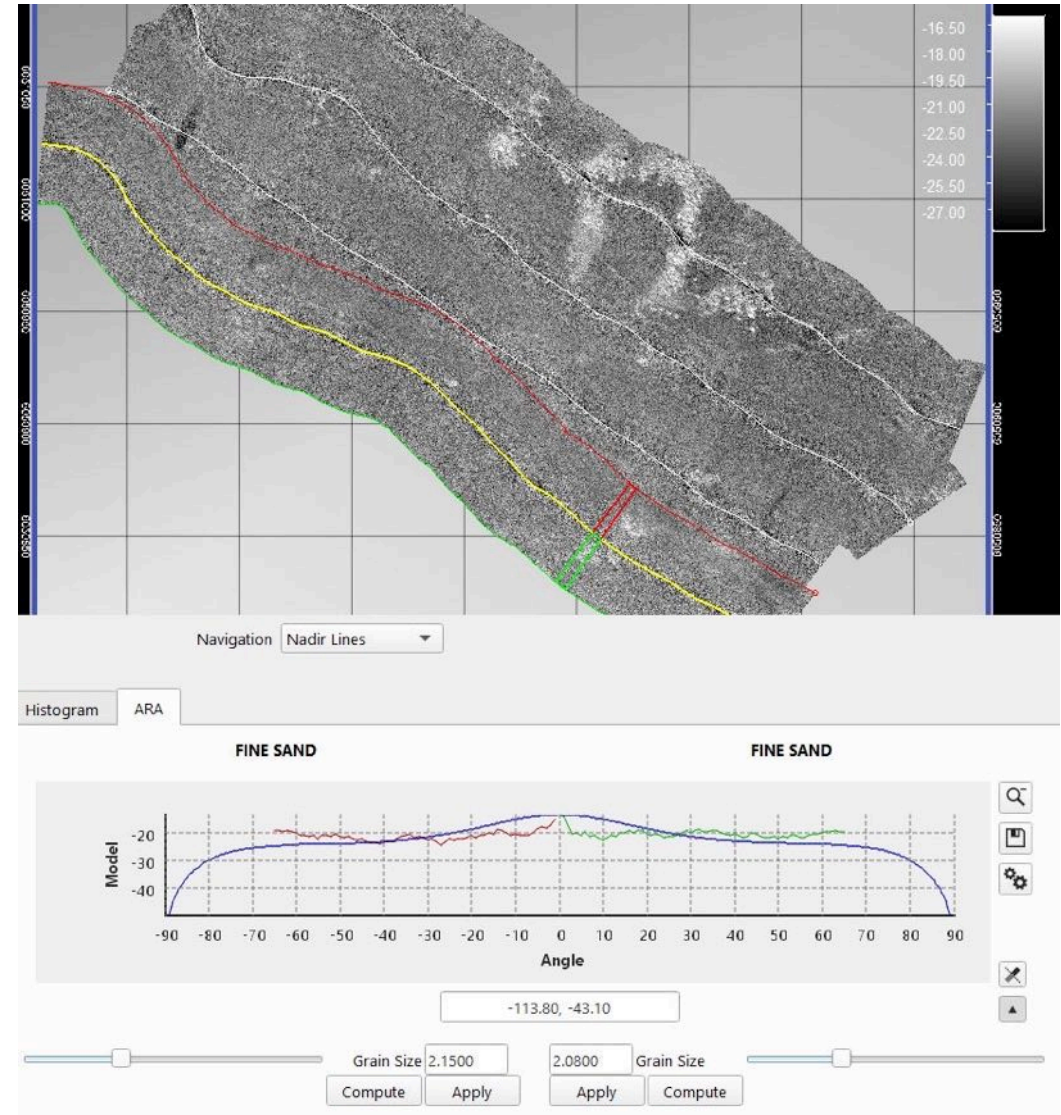 -16.50
-18.00
-19.50
-21.00
-22.50
-24.00
-25.50
-27.00
Navigation Nadir Lines
Histogram ARA
FINE SAND FINE SAND
Model
-20
-30
-40
-90 -80 -70 -60 -50 -40 -30 -20 -10 0 10 20 30 40 50 60 70 80 90
Angle
-113.80, -43.10
Grain Size 2.1500 2.0800 Grain Size
Compute Apply Apply Compute